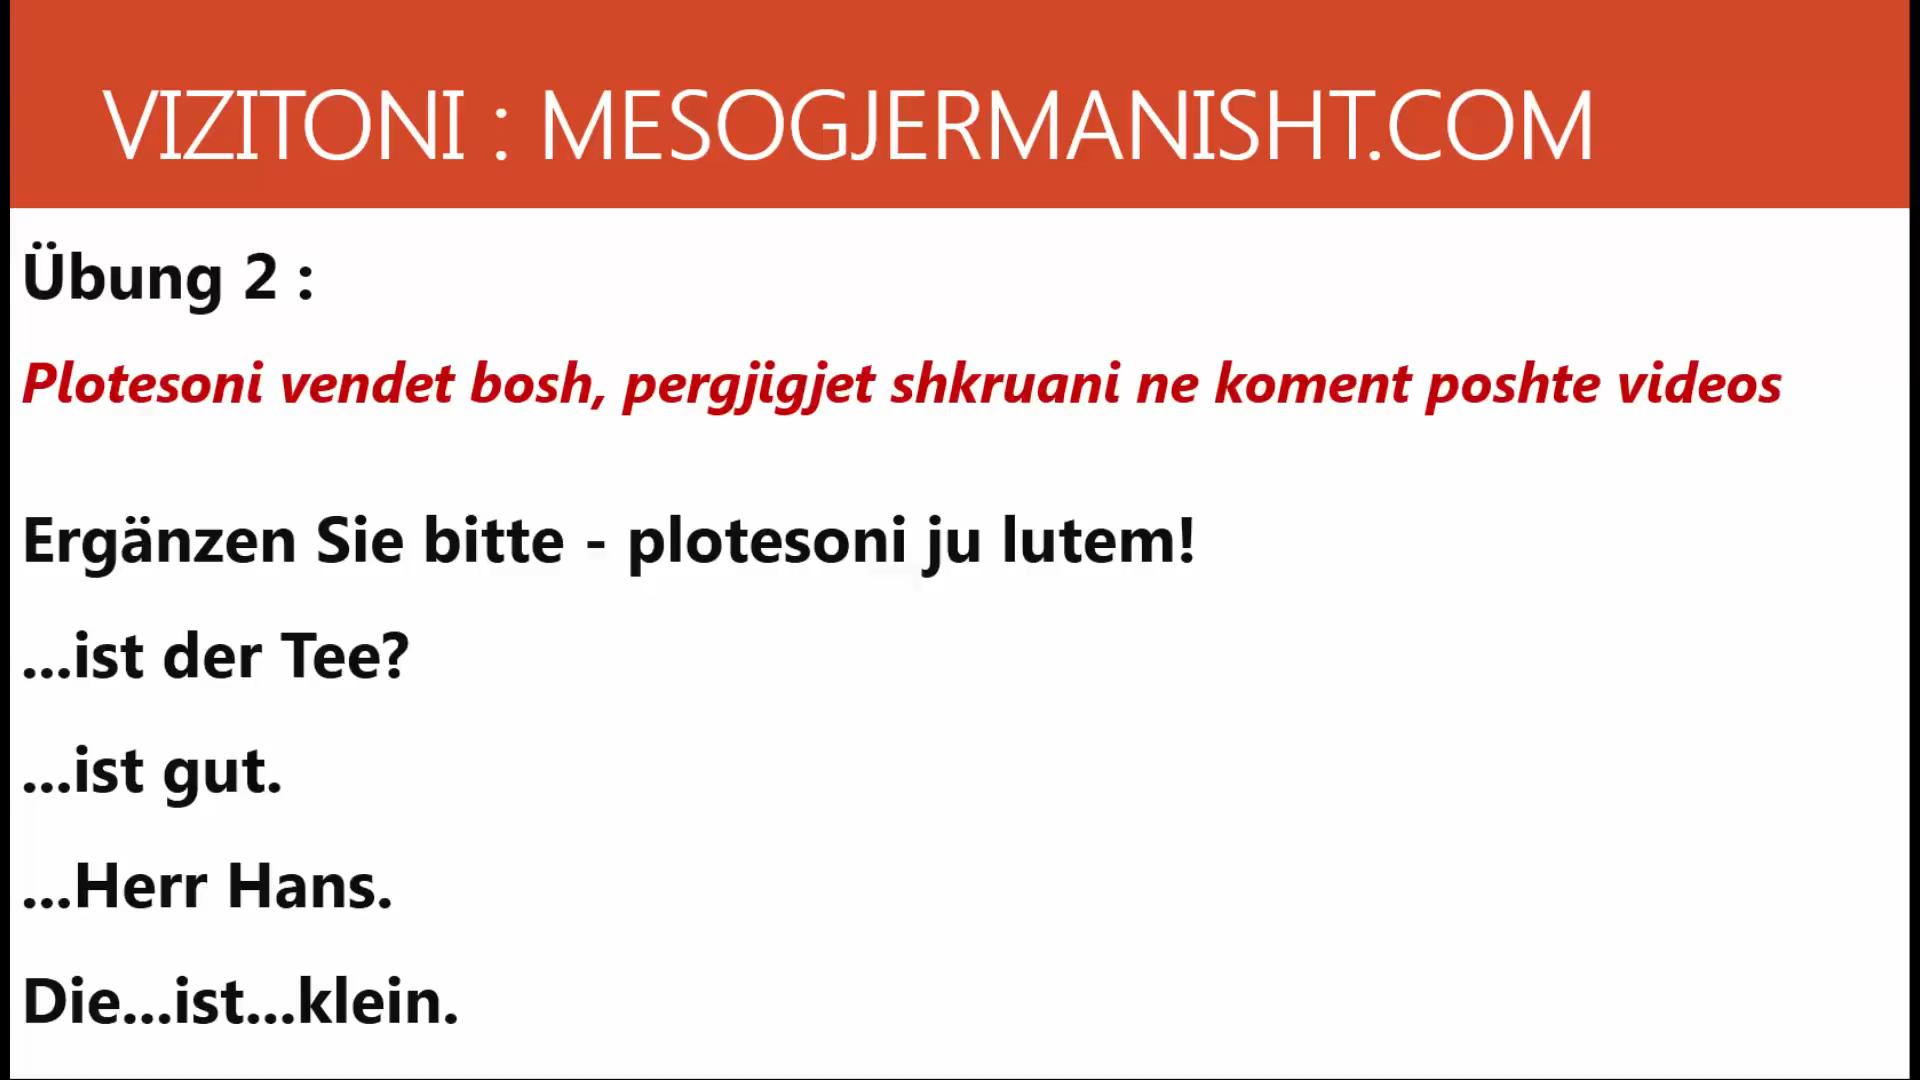 VIZITONI : MESOGJERMANISHT.COM
Übung 2 :
Plotesoni vendet bosh, pergjigjet shkruani ne koment poshte videos
Ergänzen Sie bitte - plotesoni ju lutem!
...ist der Tee?
...ist gut.
...Herr Hans.
Die...ist...klein.